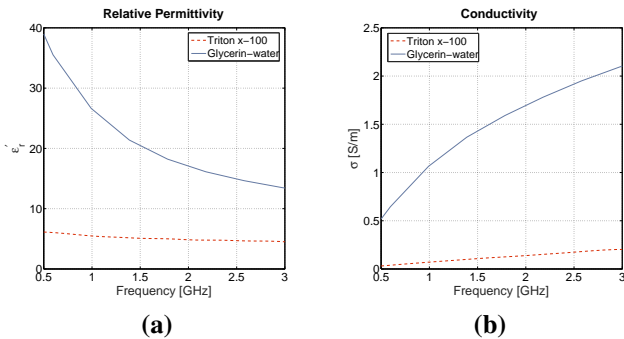 Relative Permittivity
Triton x−100
Glycerin−water
40
30
20
10
0
ε′r
0.5
1
1.5
2
2.5
3
Frequency [GHz]
(a)
Conductivity
Triton x−100
Glycerin−water
2.5
2
1.5
1
0.5
0
σ [S/m]
0.5
1
1.5
2
2.5
3
Frequency [GHz]
(b)